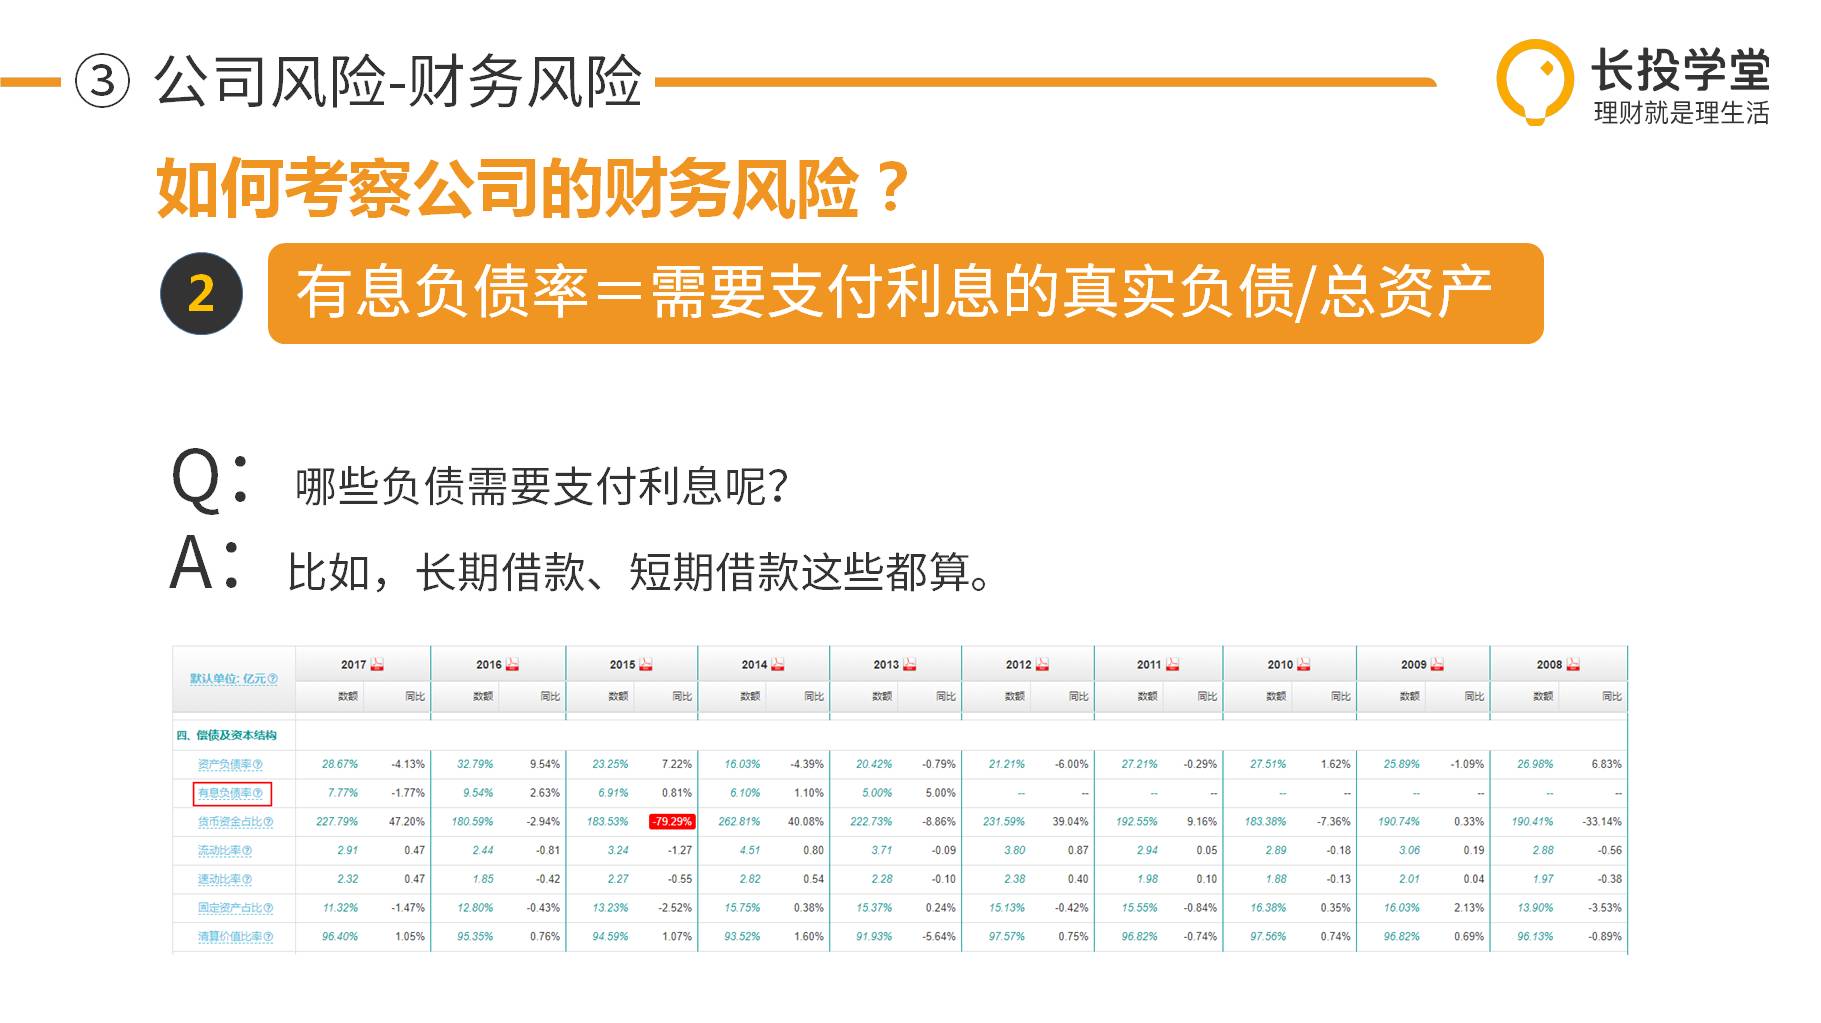 ③ 公司风险-财务风险
长投学堂
理财就是理生活
如何考察公司的财务风险？
2 有息负债率＝需要支付利息的真实负债/总资产
Q： 哪些负债需要支付利息呢？
A： 比如，长期借款、短期借款这些都算。
默认单位: 亿元 2017 2016 2015 2014 2013 2012 2011 2010 2009 2008
数额 同比 数额 同比 数额 同比 数额 同比 数额 同比 数额 同比 数额 同比 数额 同比 数额 同比 数额 同比
四、偿债及资本结构
资产负债率 28.67% -4.13% 32.79% 9.54% 23.25% 7.22% 16.03% -4.39% 20.42% -0.79% 21.21% -6.00% 27.21% -0.29% 27.51% 1.62% 25.89% -1.09% 26.98% 6.83%
有息负债率 7.77% -1.77% 9.54% 2.63% 6.91% 0.81% 6.10% 1.10% 5.00% 5.00% -- -- -- -- -- -- -- -- -- --
货币资金占比 227.79% 47.20% 180.59% -2.94% 183.53% -79.29% 262.81% 40.08% 222.73% -8.86% 231.59% 39.04% 192.55% 9.16% 183.38% -7.36% 190.74% 0.33% 190.41% -33.14%
流动比率 2.91 0.47 2.44 -0.81 3.24 -1.27 4.51 0.80 3.71 -0.09 3.80 0.87 2.94 0.05 2.89 -0.18 3.06 0.19 2.88 -0.56
速动比率 2.32 0.47 1.85 -0.42 2.27 -0.55 2.82 0.54 2.28 -0.10 2.38 0.40 1.98 0.10 1.88 -0.13 2.01 0.04 1.97 -0.38
固定资产占比 11.32% -1.47% 12.80% -0.43% 13.23% -2.52% 15.75% 0.38% 15.37% 0.24% 15.13% -0.42% 15.55% -0.84% 16.38% 0.35% 16.03% 2.13% 13.90% -3.53%
清算价值比率 96.40% 1.05% 95.35% 0.76% 94.59% 1.07% 93.52% 1.60% 91.93% -5.64% 97.57% 0.75% 96.82% -0.74% 97.56% 0.74% 96.82% 0.69% 96.13% -0.89%